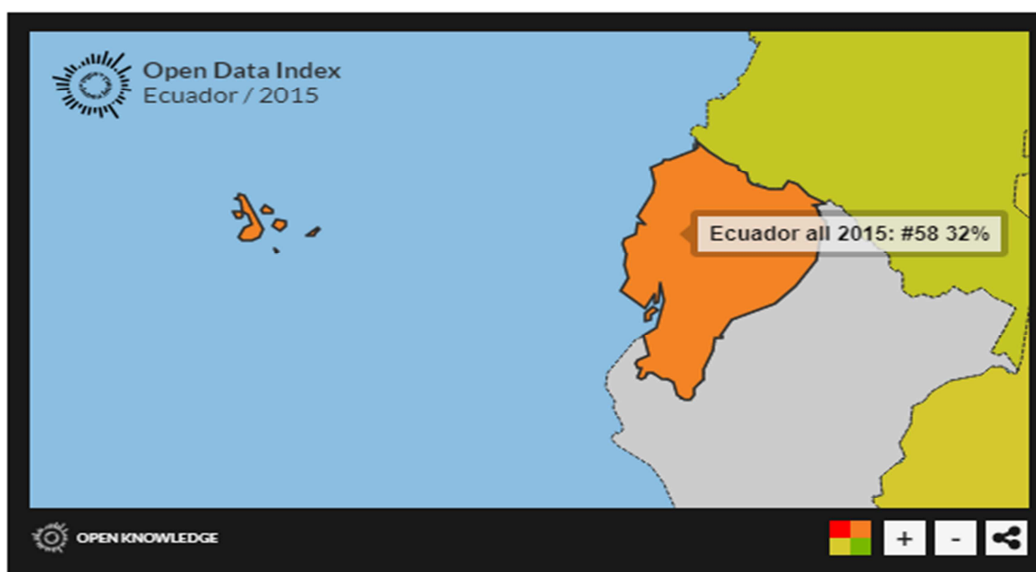 Open Data Index
Ecuador / 2015
Ecuador all 2015: #58 32%
OPEN KNOWLEDGE
+
-